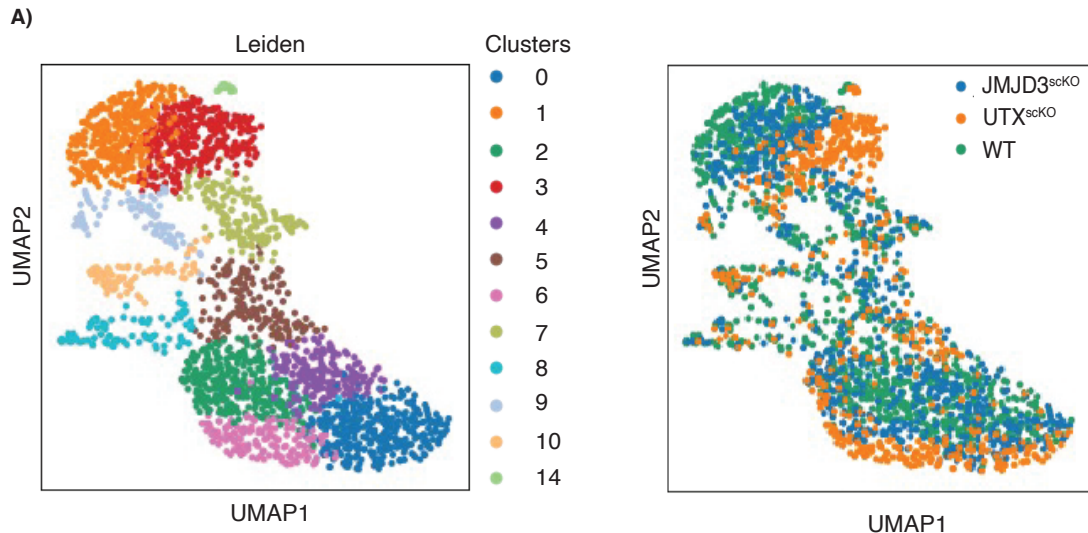 A)
Leiden
Clusters
0
1
2
3
4
5
6
7
8
9
10
14
UMAP2
UMAP1
JMJD3scKO
UTXscKO
WT
UMAP2
UMAP1